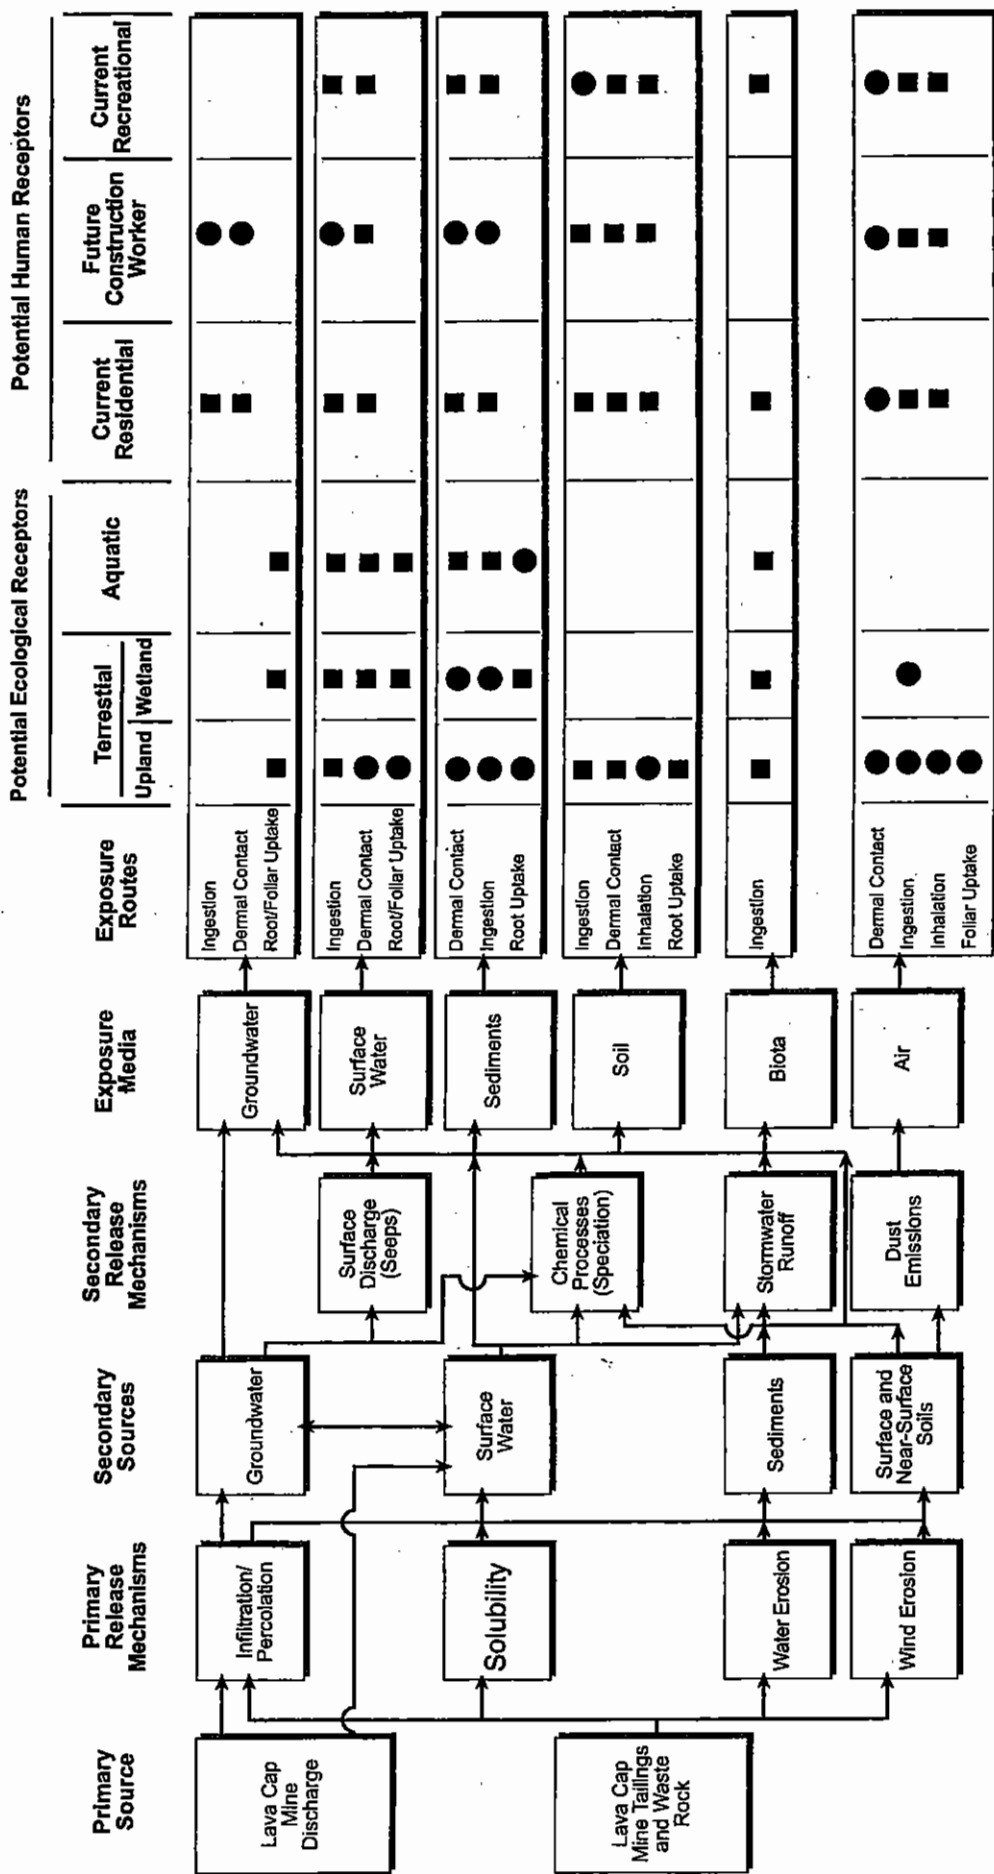 Potential Ecological Receptors
Potential Human Receptors
Primary
Source
Primary
Release
Mechanisms
Secondary
Sources
Secondary
Release
Mechanisms
Exposure
Media
Exposure
Routes
Terrestial
Upland
Wetland
Aquatic
Current
Residential
Future
Construction
Worker
Current
Recreational
Lava Cap
Mine
Discharge
Lava Cap
Mine Tailings
and Waste
Rock
Infiltration/
Percolation
Solubility
Water Erosion
Wind Erosion
Groundwater
Surface
Water
Sediments
Surface and
Near-Surface
Soils
Surface
Discharge
(Seeps)
Chemical
Processes
(Speciation)
Stormwater
Runoff
Dust
Emissions
Groundwater
Surface
Water
Sediments
Soil
Biota
Air
Ingestion
Dermal Contact
Root/Follar Uptake
Ingestion
Dermal Contact
Root/Follar Uptake
Dermal Contact
Ingestion
Root Uptake
Ingestion
Dermal Contact
Inhalation
Root Uptake
Ingestion
Dermal Contact
Ingestion
Inhalation
Foliar Uptake